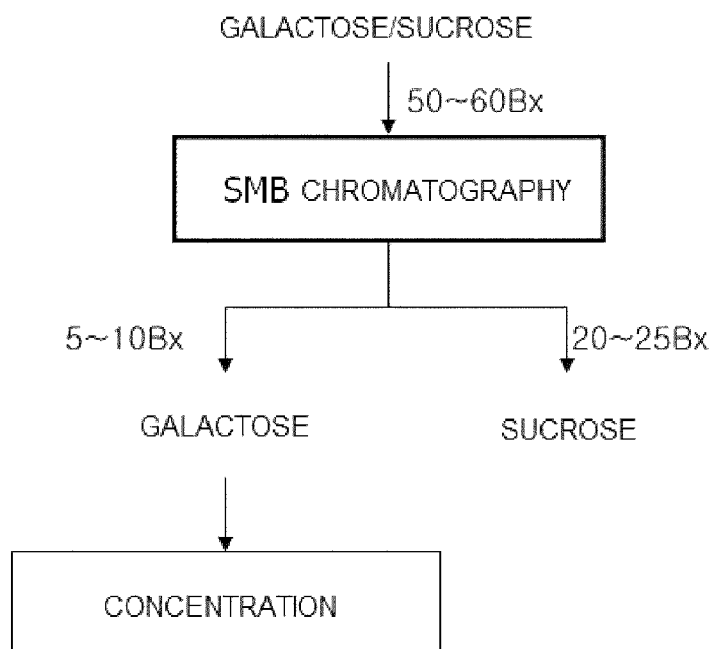 GALACTOSE/SUCROSE
50~60Bx
SMB CHROMATOGRAPHY
5~10Bx
20~25Bx
GALACTOSE
SUCROSE
CONCENTRATION